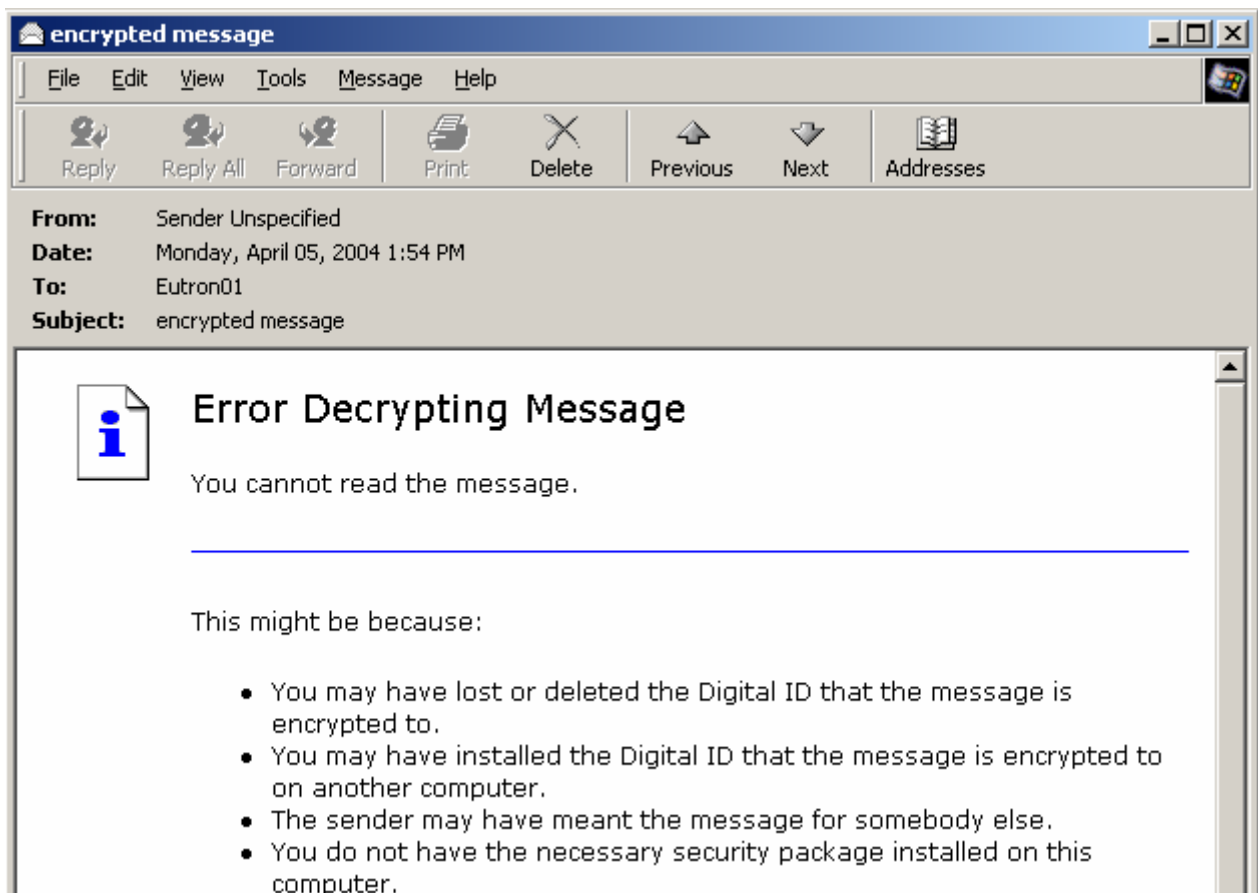 encrypted message
File Edit View Tools Message Help
Reply Reply All Forward Print Delete Previous Next Addresses
From: Sender Unspecified
Date: Monday, April 05, 2004 1:54 PM
To: Eutron01
Subject: encrypted message
Error Decrypting Message
You cannot read the message.
This might be because:
• You may have lost or deleted the Digital ID that the message is
encrypted to.
• You may have installed the Digital ID that the message is encrypted to
on another computer.
• The sender may have meant the message for somebody else.
• You do not have the necessary security package installed on this
computer.